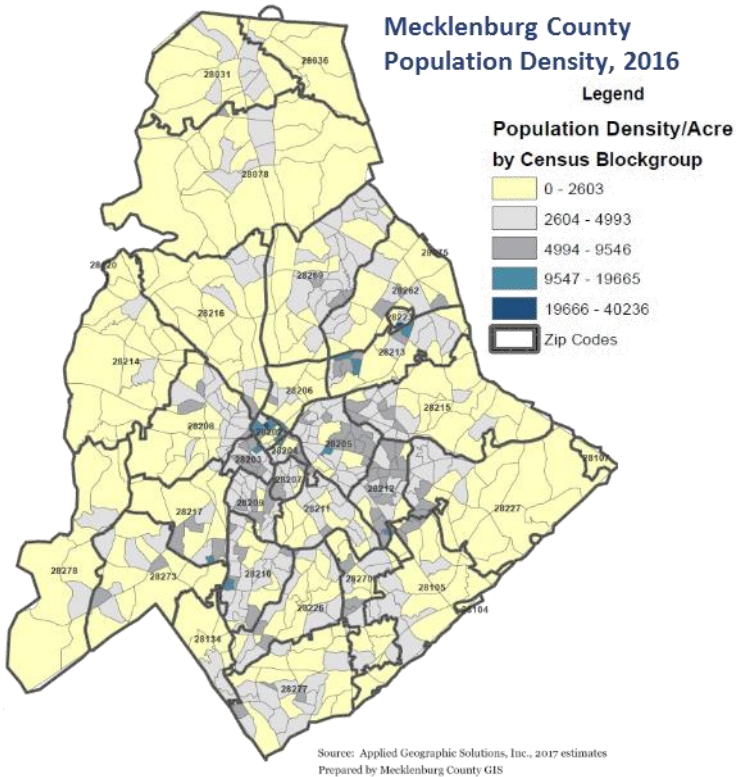 Mecklenburg County
Population Density, 2016
Legend
Population Density/Acre
by Census Blockgroup
0 - 2603
2604 - 4993
4994 - 9546
9547 - 19665
19666 - 40236
Zip Codes
28036
28031
28078
28269
28262
28216
28213
28214
28206
28215
28208
28205
28203
28207
28212
28209
28211
28227
28217
28278
28273
28210
28270
28105
28226
28104
28134
28277
Source: Applied Geographic Solutions, Inc., 2017 estimates
Prepared by Mecklenburg County GIS